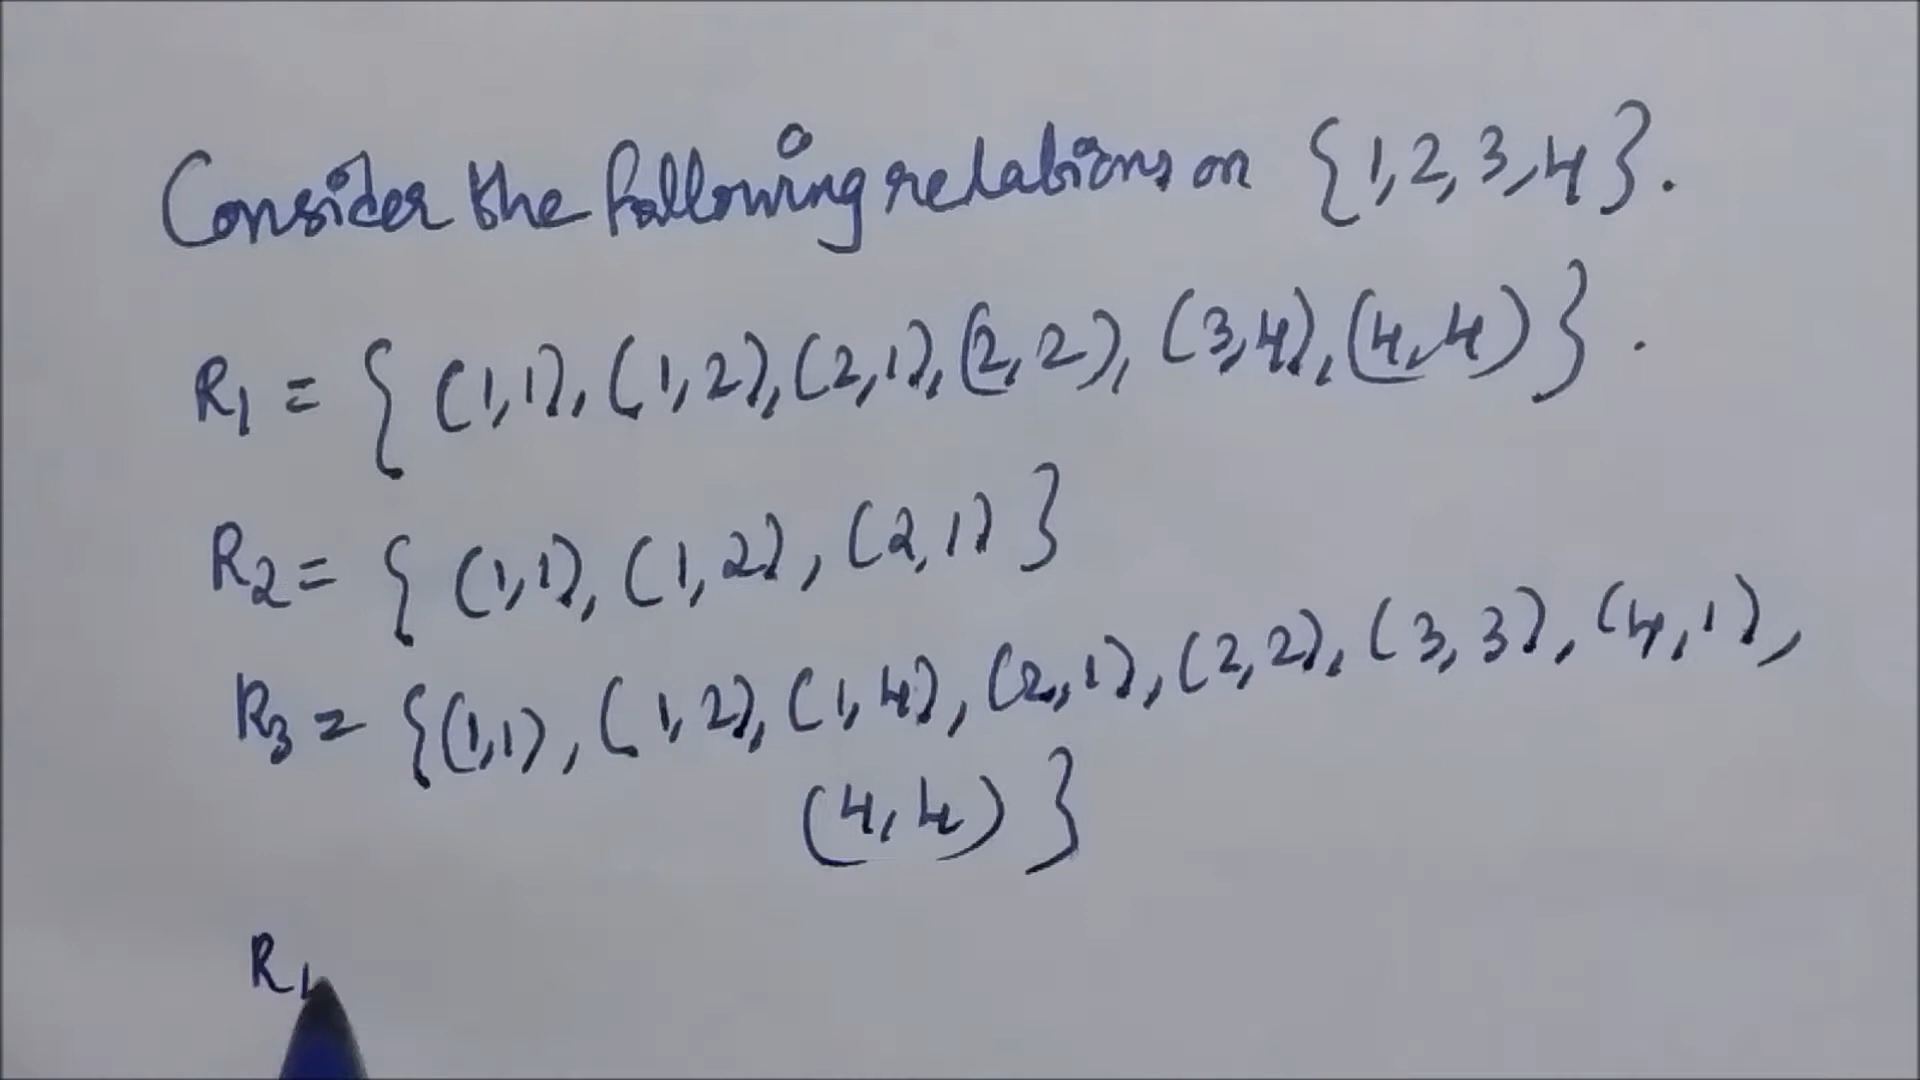 Consider the following relations on {1,2,3,4}.
R1 = {(1,1),(1,2),(2,1),(2,2),(3,4),(4,4)}.
R2 = {(1,1),(1,2),(2,1)}
R3 = {(1,1),(1,2),(1,4),(2,1),(2,2),(3,3),(4,1),
(4,4)}
R